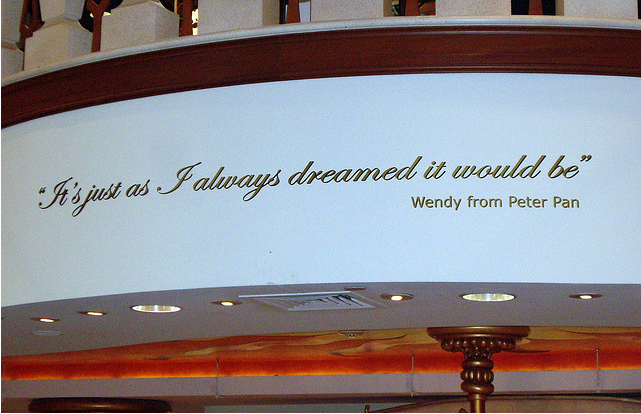 “It's just as I always dreamed it would be”
Wendy from Peter Pan